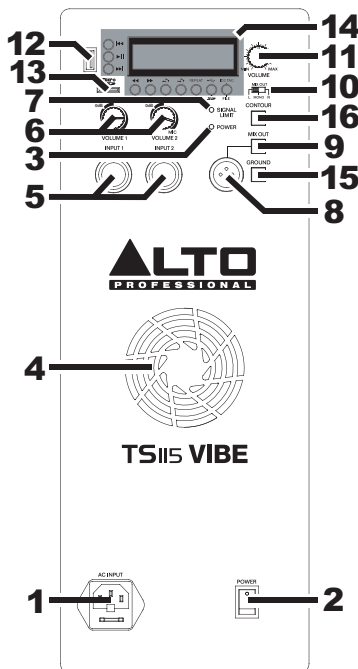 12
14
13
11
MIN
MAX
VOLUME
REPEAT
7
SIGNAL
LIMIT
MIX OUT
L MONO R
10
6
MIC
VOLUME 1
VOLUME 2
POWER
CONTOUR
16
3
INPUT 1
INPUT 2
MIX OUT
9
GROUND
15
5
8
ALTO
PROFESSIONAL
4
TS115 VIBE
AC INPUT
POWER
1
2